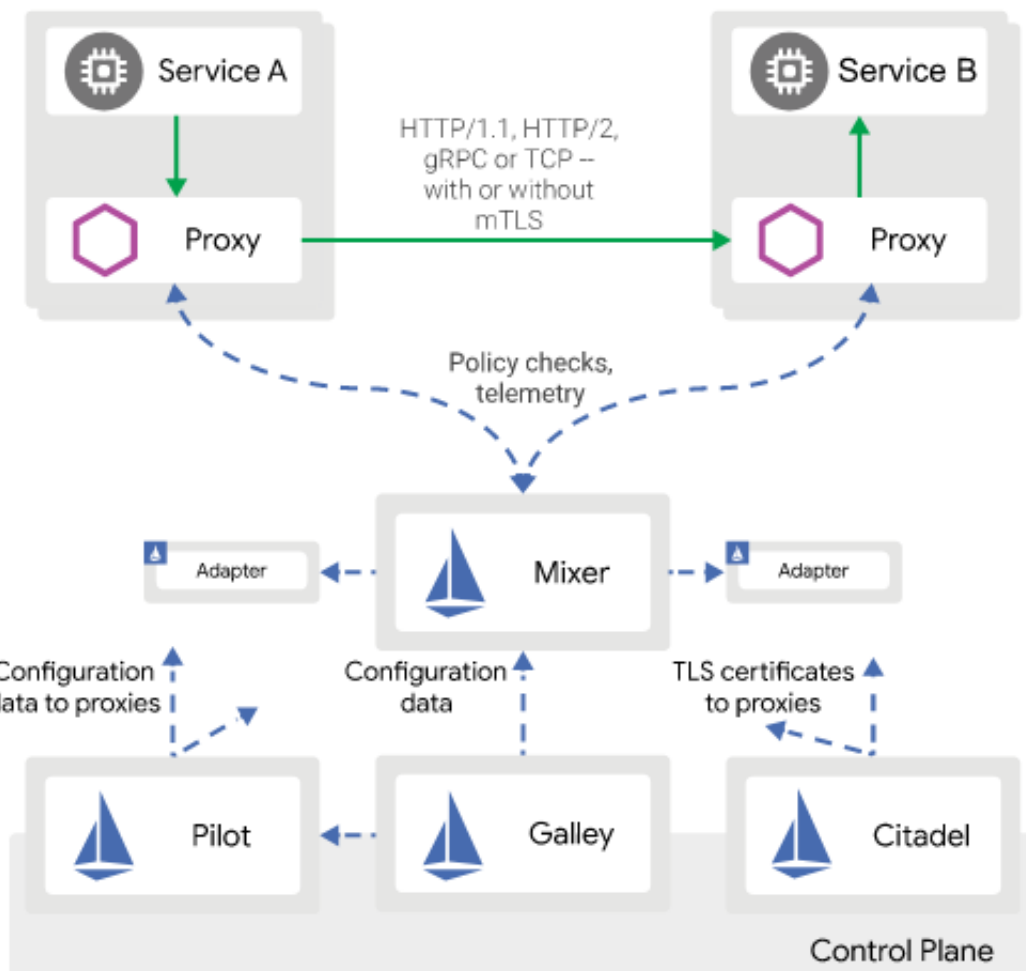 Service A
Service B
HTTP/1.1, HTTP/2,
gRPC or TCP --
with or without
mTLS
Proxy
Proxy
Policy checks,
telemetry
Mixer
Adapter
Adapter
Configuration
data to proxies
Configuration
data
TLS certificates
to proxies
Pilot
Galley
Citadel
Control Plane